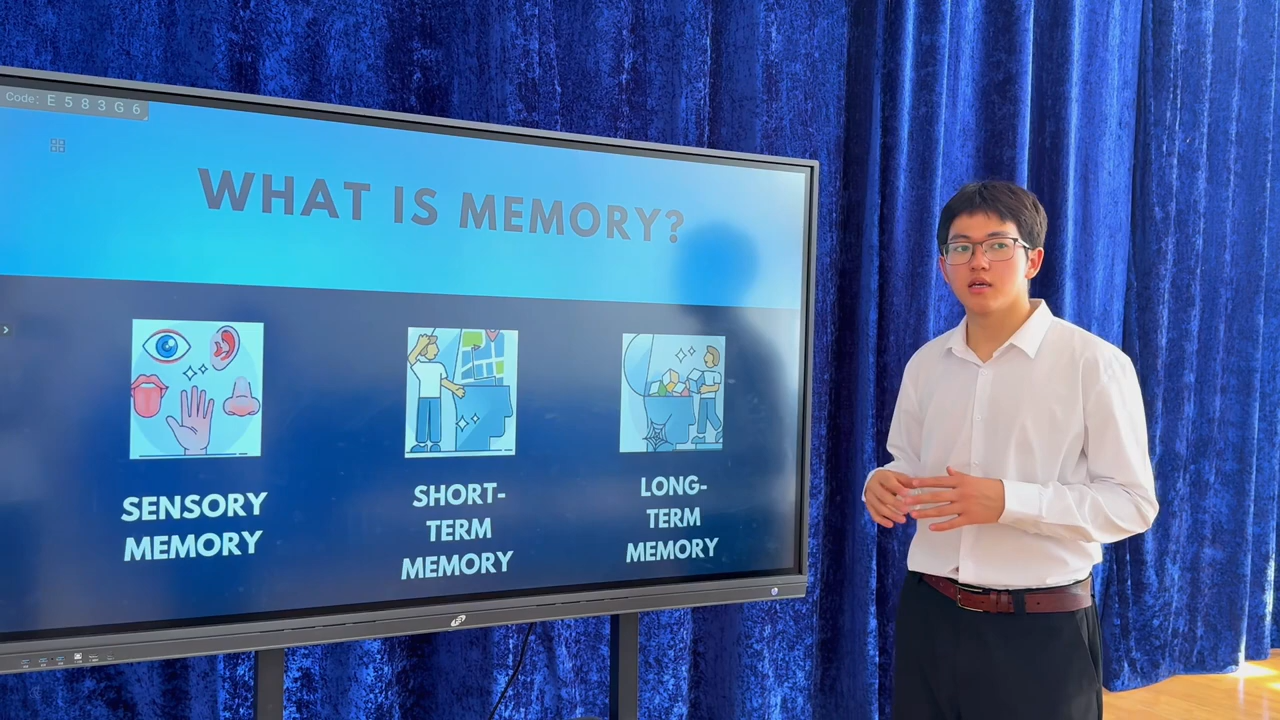 Code: E 5 8 3 G 6
WHAT IS MEMORY?
SENSORY
MEMORY
SHORT-
TERM
MEMORY
LONG-
TERM
MEMORY